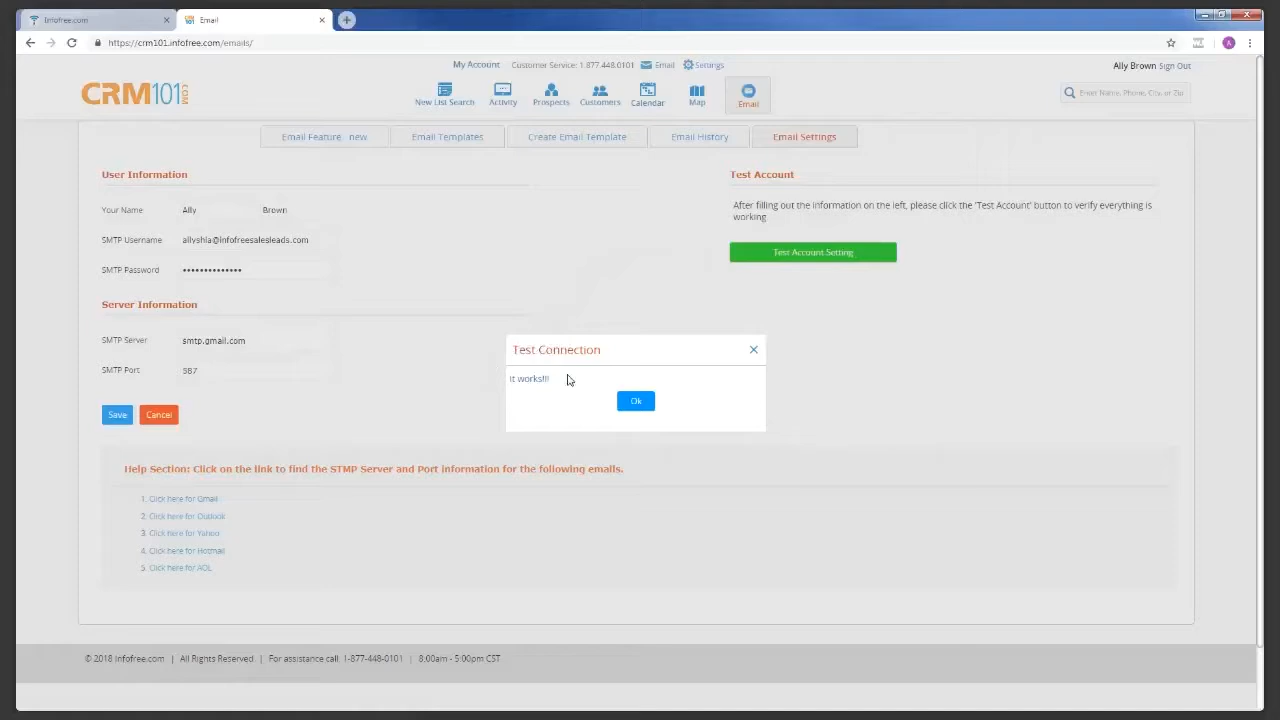 Infofree.com
Email
https://crm101.infofree.com/emails/
My Account Customer Service: 1.877.448.0101 Email Settings
Ally Brown Sign Out
CRM101.COM
New List Search Activity Prospects Customers Calendar Map Email
Enter Name, Phone, City, or Zip
Email Feature new Email Templates Create Email Template Email History Email Settings
User Information
Your Name Ally Brown
SMTP Username allyshia@infofreesalesleads.com
SMTP Password ••••••••••••••
Server Information
SMTP Server smtp.gmail.com
SMTP Port 587
Save Cancel
Test Account
After filling out the information on the left, please click the 'Test Account' button to verify everything is
working
Test Account Setting
Test Connection
It works!!!
Ok
Help Section: Click on the link to find the STMP Server and Port information for the following emails.
1. Click here for Gmail
2. Click here for Outlook
3. Click here for Yahoo
4. Click here for Hotmail
5. Click here for AOL
© 2018 Infofree.com | All Rights Reserved | For assistance call: 1-877-448-0101 | 8:00am - 5:00pm CST